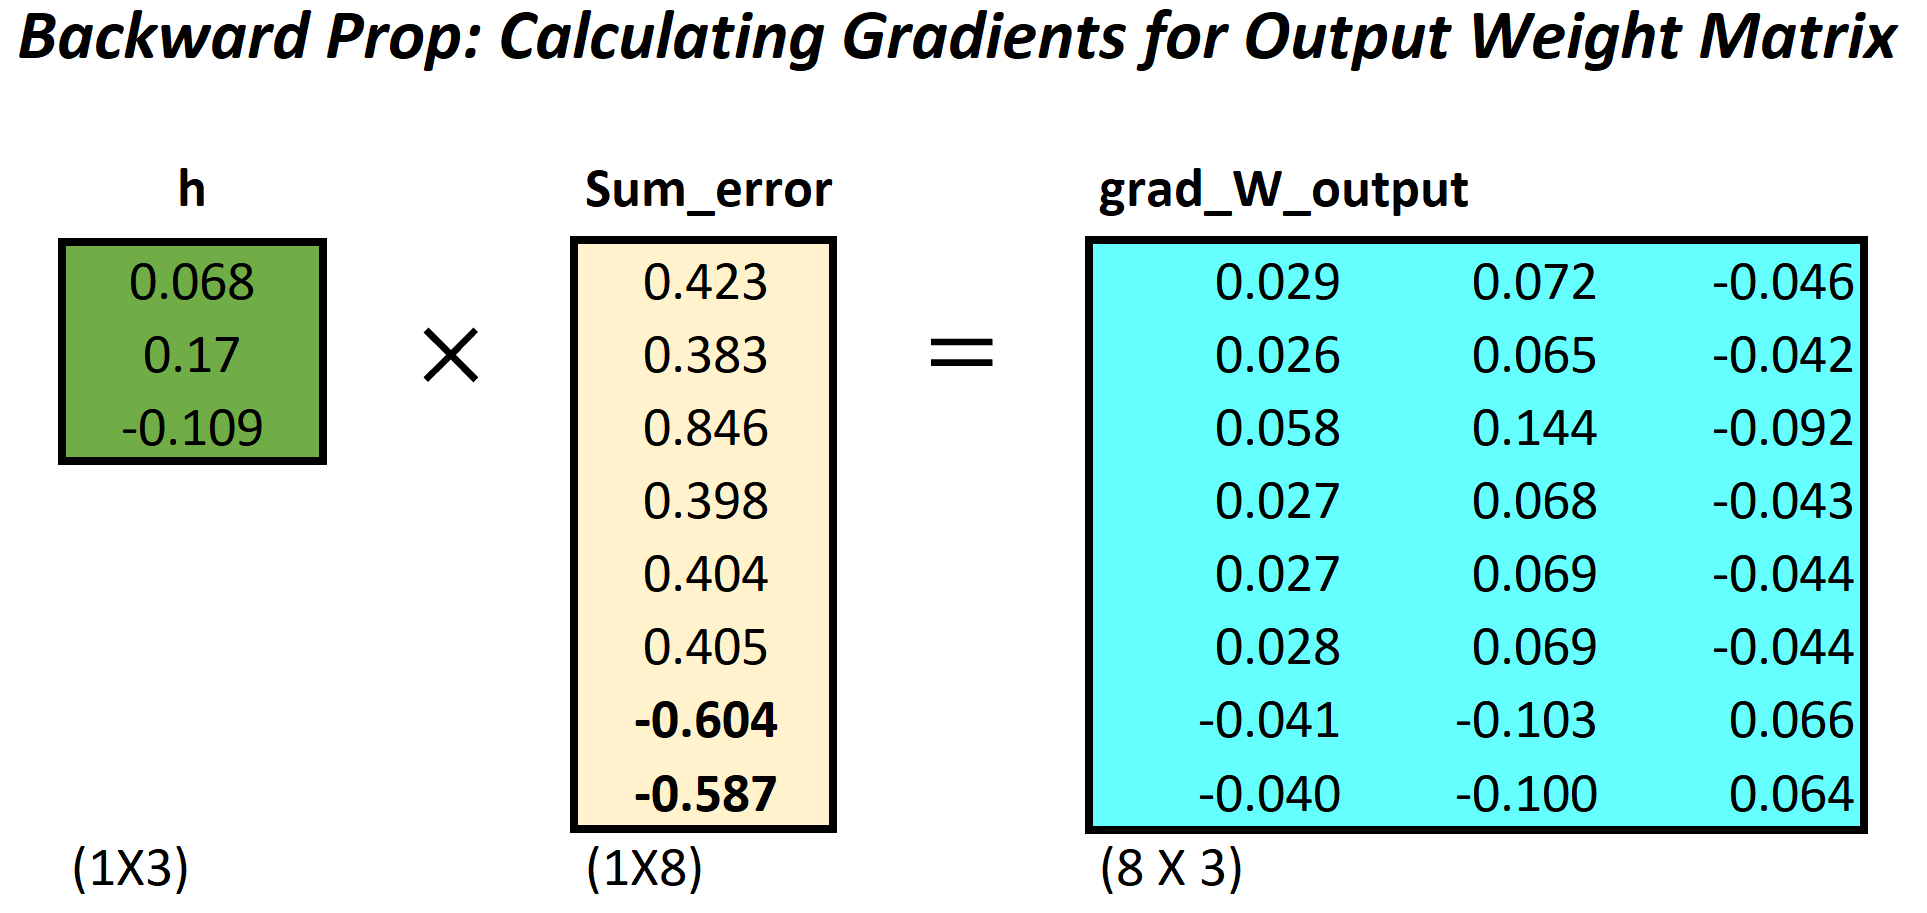 Backward Prop: Calculating Gradients for Output Weight Matrix
h
Sum_error
grad_W_output
0.068
0.17
-0.109
×
0.423
0.383
0.846
0.398
0.404
0.405
-0.604
-0.587
=
0.029 0.072 -0.046
0.026 0.065 -0.042
0.058 0.144 -0.092
0.027 0.068 -0.043
0.027 0.069 -0.044
0.028 0.069 -0.044
-0.041 -0.103 0.066
-0.040 -0.100 0.064
(1X3)
(1X8)
(8 X 3)